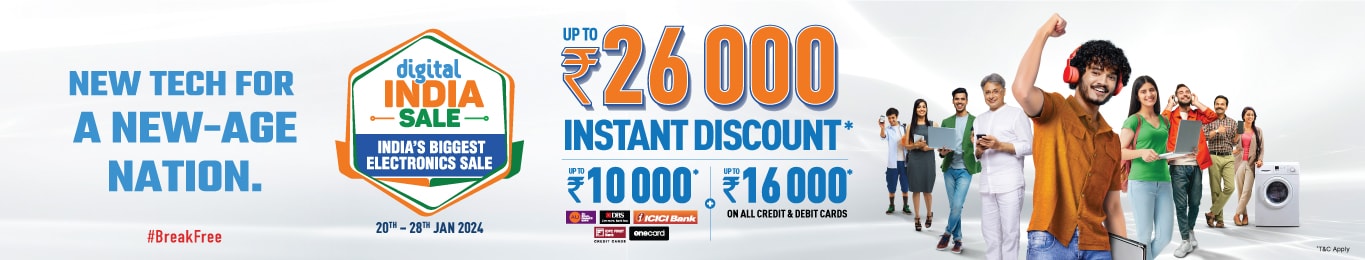 NEW TECH FOR
A NEW-AGE
NATION.
#BreakFree
digital
INDIA
SALE
INDIA'S BIGGEST
ELECTRONICS SALE
20TH – 28TH JAN 2024
UP TO
₹26 000
INSTANT DISCOUNT*
UP TO
₹10 000*
DBS
ICICI Bank
CREDIT CARDS
onecard
+
UP TO
₹16 000*
ON ALL CREDIT & DEBIT CARDS
*T&C Apply